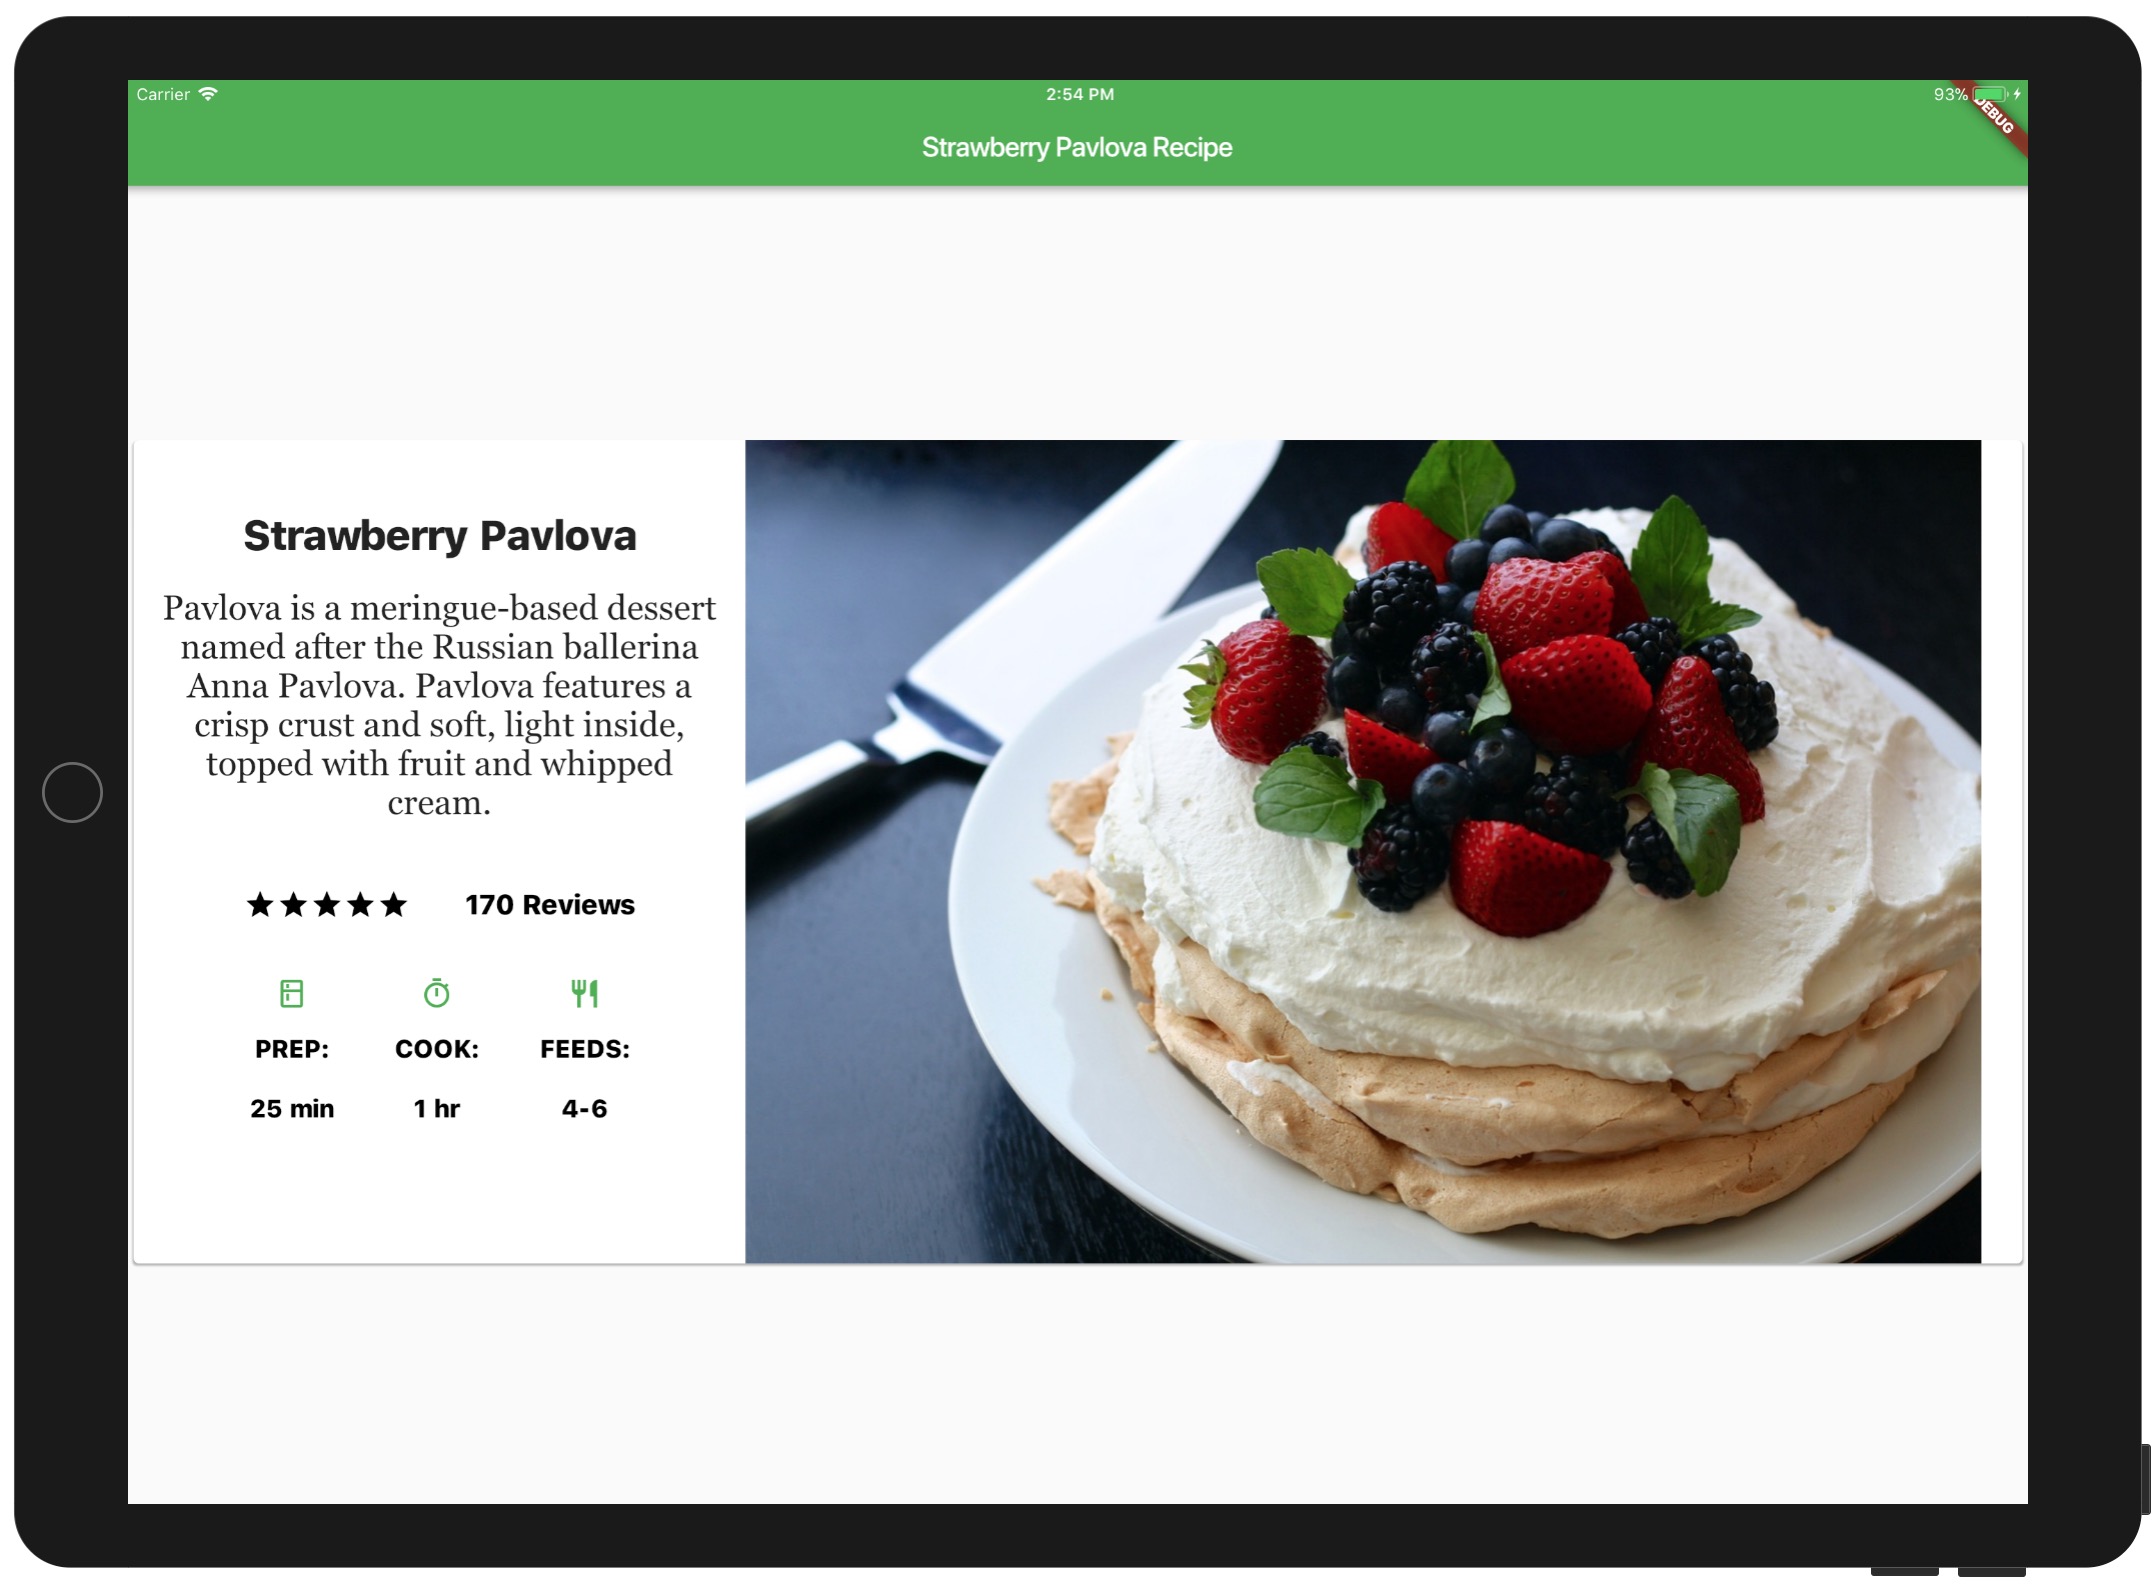 Carrier
2:54 PM
93%
DEBUG
Strawberry Pavlova Recipe
Strawberry Pavlova
Pavlova is a meringue-based dessert
named after the Russian ballerina
Anna Pavlova. Pavlova features a
crisp crust and soft, light inside,
topped with fruit and whipped
cream.
170 Reviews
PREP: COOK: FEEDS:
25 min 1 hr 4-6